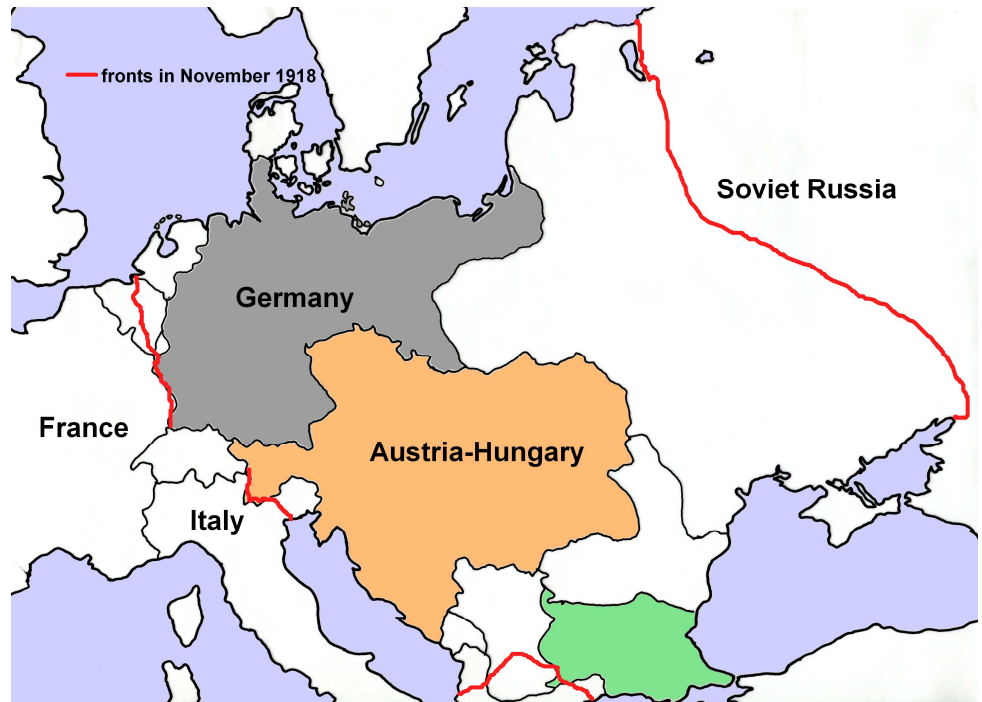 fronts in November 1918
Soviet Russia
Germany
France
Austria-Hungary
Italy